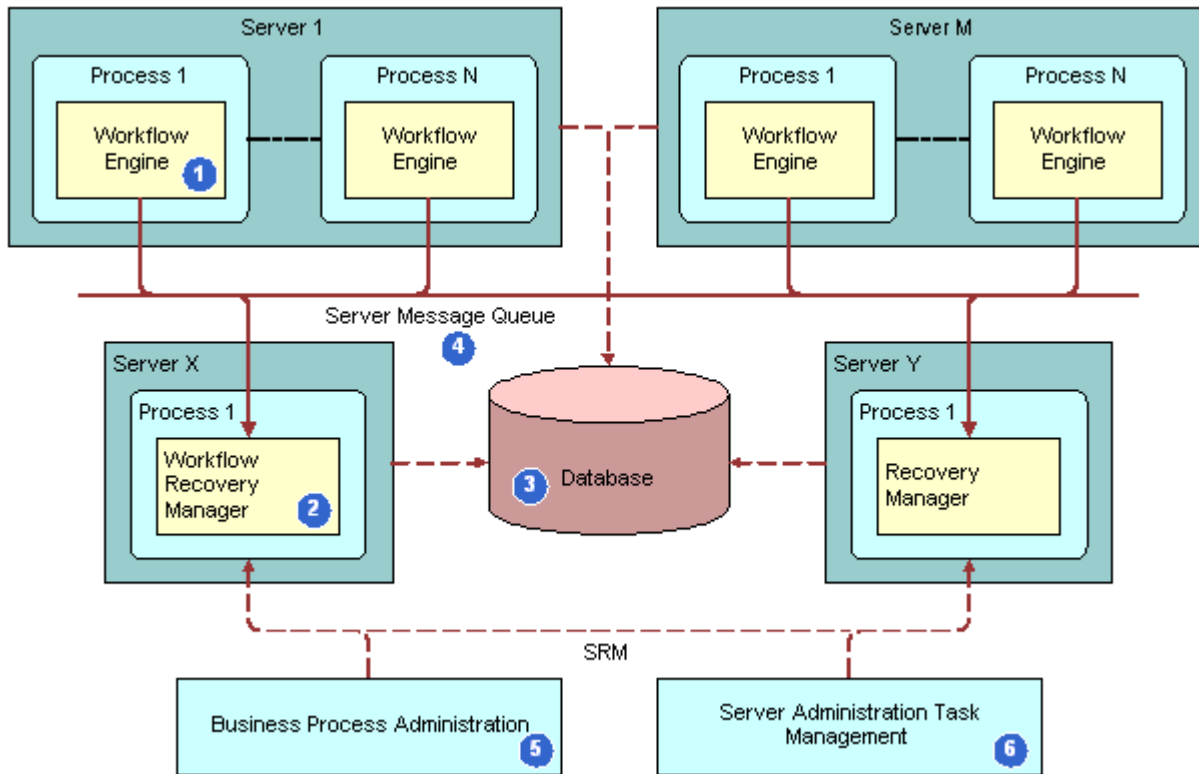 Server 1
Process 1
Workflow
Engine
1
Process N
Workflow
Engine
Server M
Process 1
Workflow
Engine
Process N
Workflow
Engine
Server Message Queue
4
Server X
Process 1
Workflow
Recovery
Manager
2
3
Database
Server Y
Process 1
Recovery
Manager
SRM
Business Process Administration
5
Server Administration Task
Management
6